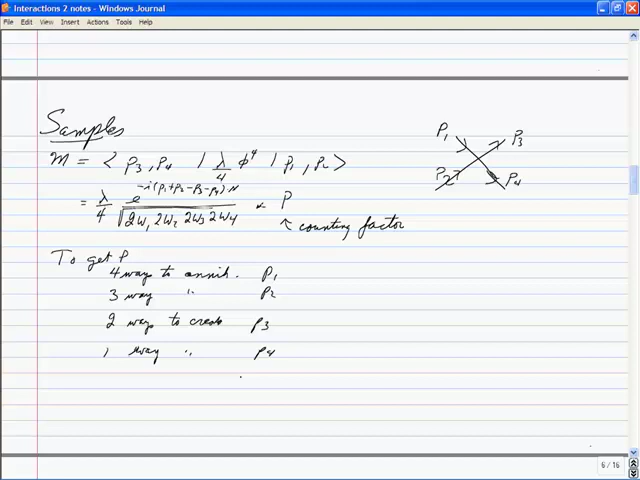 Interactions 2 notes - Windows Journal
File Edit View Insert Actions Tools Help
Samples
m = < p3, p4 | λ/4 φ^4 | p1, p2 >
= λ/4 e^-i(p1+p2-p3-p4)·x / √2ω1 2ω2 2ω3 2ω4 × P
↖ counting factor
P1 P3
P2 P4
To get P
4 ways to annih. p1
3 way " p2
2 ways to create p3
1 way " p4
6 / 16